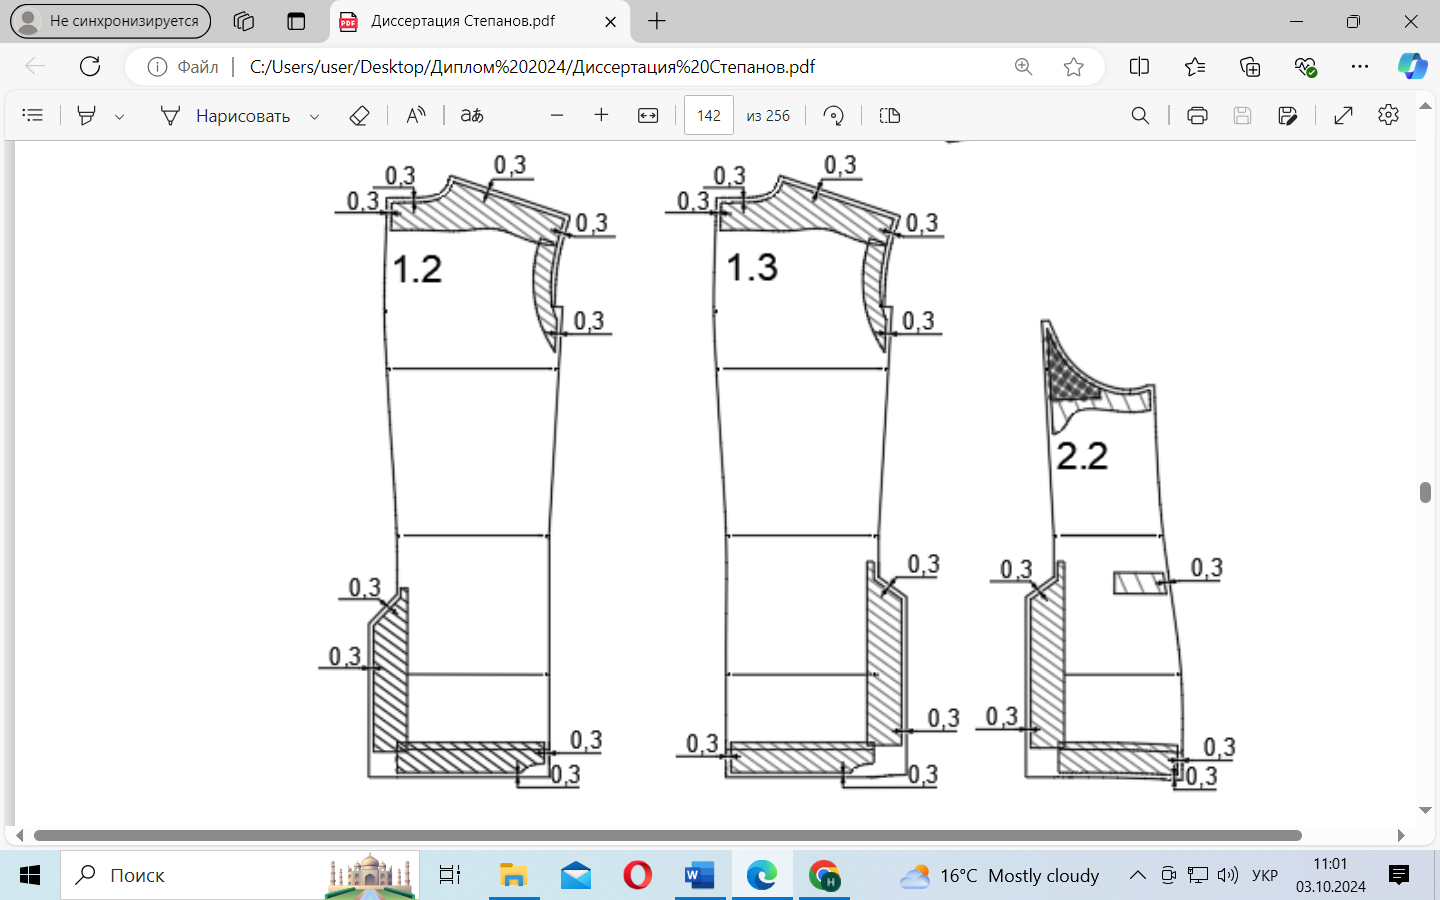 Не синхронизируется
Диссертация Степанов.pdf
Файл
C:/Users/user/Desktop/Диплом%202024/Диссертация%20Степанов.pdf
Нарисовать
аあ
142
из 256
0,3
0,3
0,3
0,3
1.2
0,3
0,3
0,3
0,3
0,3
0,3
0,3
0,3
0,3
1.3
0,3
0,3
0,3
0,3
0,3
2.2
0,3
0,3
0,3
0,3
0,3
Поиск
16°C Mostly cloudy
УКР
11:01
03.10.2024